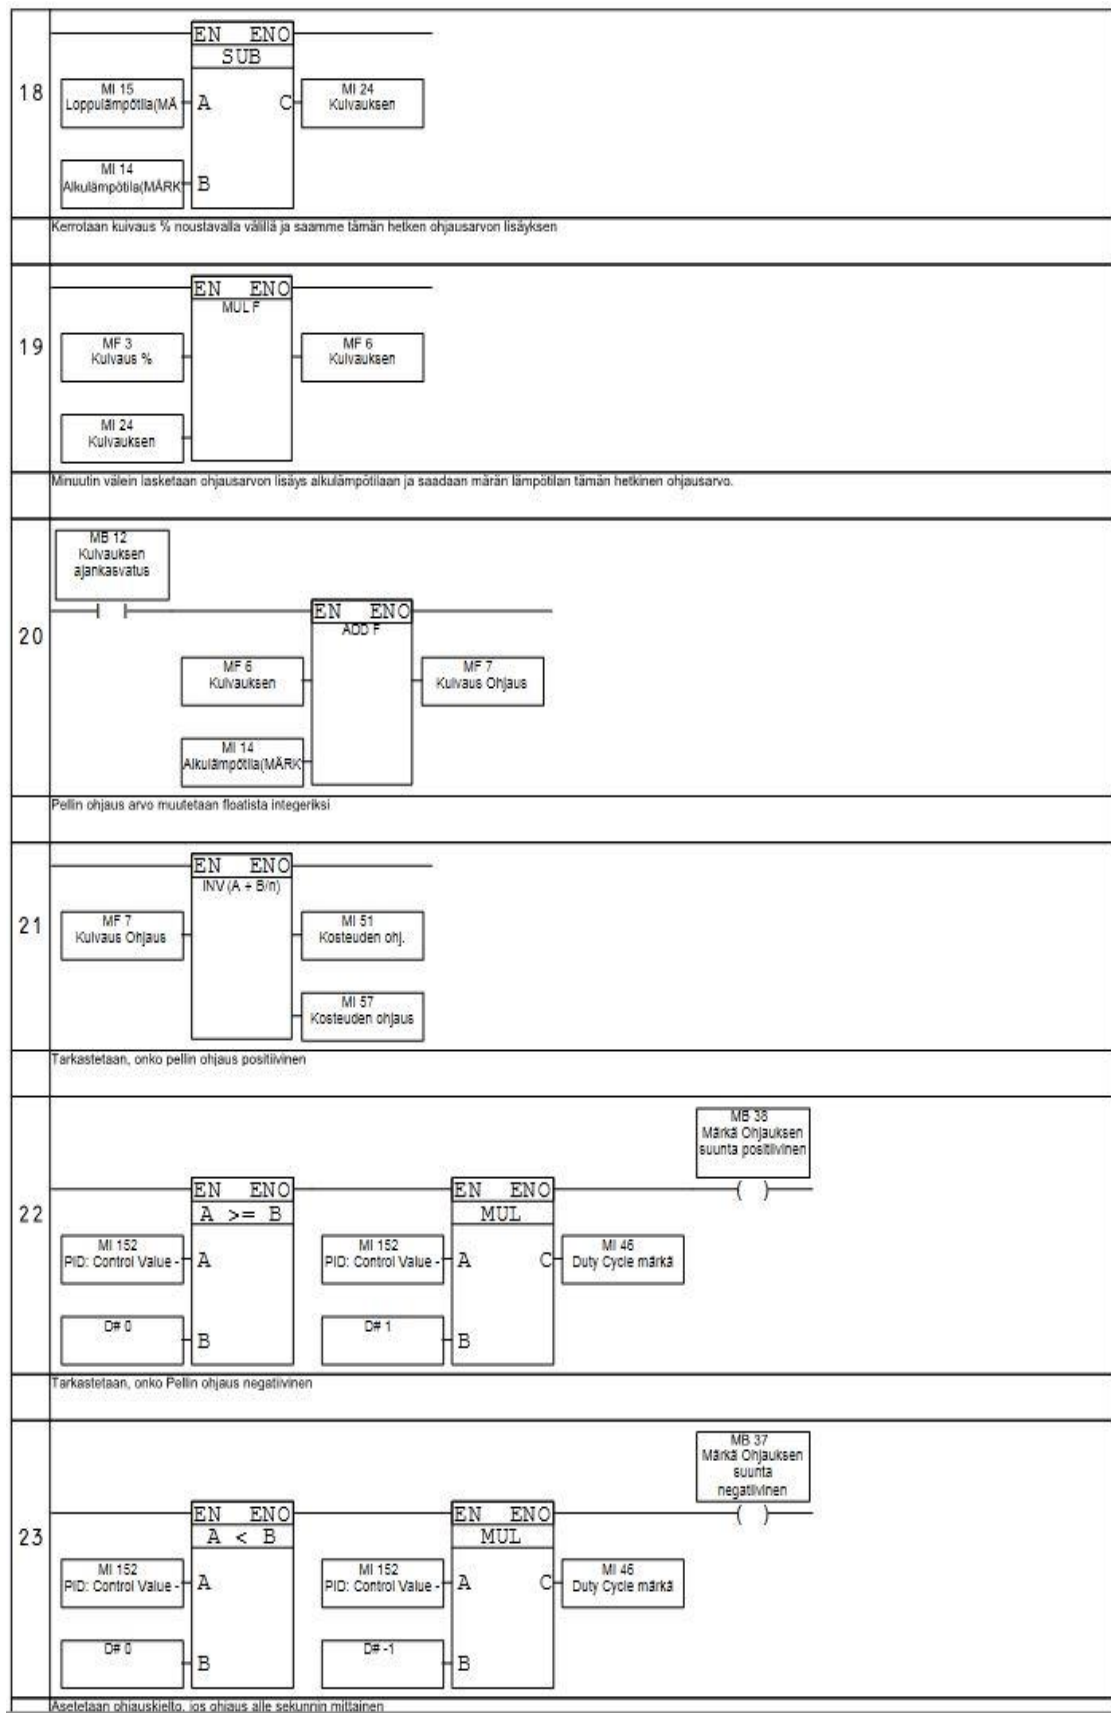 EN ENO
SUB
18
MI 15
Loppulämpötila(MÄ
A
C
MI 24
Kuivauksen
MI 14
Alkulämpötila(MÄRK
B
Kerrotaan kuivaus % noustavalla välillä ja saamme tämän hetken ohjausarvon lisäyksen
EN ENO
MUL F
19
MF 3
Kuivaus %
MF 6
Kuivauksen
MI 24
Kuivauksen
Minuutin välein lasketaan ohjausarvon lisäys alkulämpötilaan ja saadaan märän lämpötilan tämän hetkinen ohjausarvo.
MB 12
Kuivauksen
ajankasvatus
EN ENO
ADD F
20
MF 6
Kuivauksen
MF 7
Kuivaus Ohjaus
MI 14
Alkulämpötila(MÄRK
Pellin ohjaus arvo muutetaan floatista integeriksi
EN ENO
INV (A + B/n)
21
MF 7
Kuivaus Ohjaus
MI 51
Kosteuden ohj.
MI 57
Kosteuden ohjaus
Tarkastetaan, onko pellin ohjaus positiivinen
MB 38
Märkä Ohjauksen
suunta positiivinen
EN ENO
A >= B
EN ENO
MUL
22
MI 152
PID: Control Value -
A
MI 152
PID: Control Value -
A
C
MI 46
Duty Cycle märkä
D# 0
B
D# 1
B
Tarkastetaan, onko Pellin ohjaus negatiivinen
MB 37
Märkä Ohjauksen
suunta
negatiivinen
EN ENO
A < B
EN ENO
MUL
23
MI 152
PID: Control Value -
A
MI 152
PID: Control Value -
A
C
MI 46
Duty Cycle märkä
D# 0
B
D# -1
B
Asetetaan ohjauskielto, jos ohjaus alle sekunnin mittainen